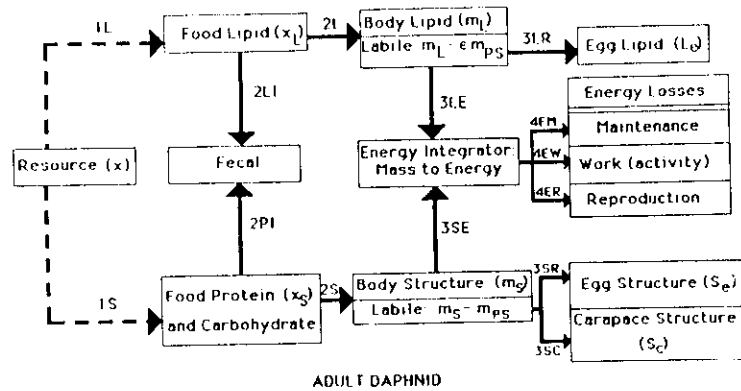 1L
Food Lipid (x_L)
2L
Body Lipid (m_L)
Labile m_L - ϵ m_PS
3LR
Egg Lipid (L_e)
2LI
3LE
Energy Losses
4EM
Maintenance
Resource (x)
Fecal
Energy Integrator:
Mass to Energy
4EW
Work (activity)
4ER
Reproduction
2PI
3SE
1S
Food Protein (x_S)
and Carbohydrate
2S
Body Structure (m_S)
Labile: m_S - m_PS
3SR
Egg Structure (S_e)
3SC
Carapace Structure
(S_c)
ADULT DAPHNID